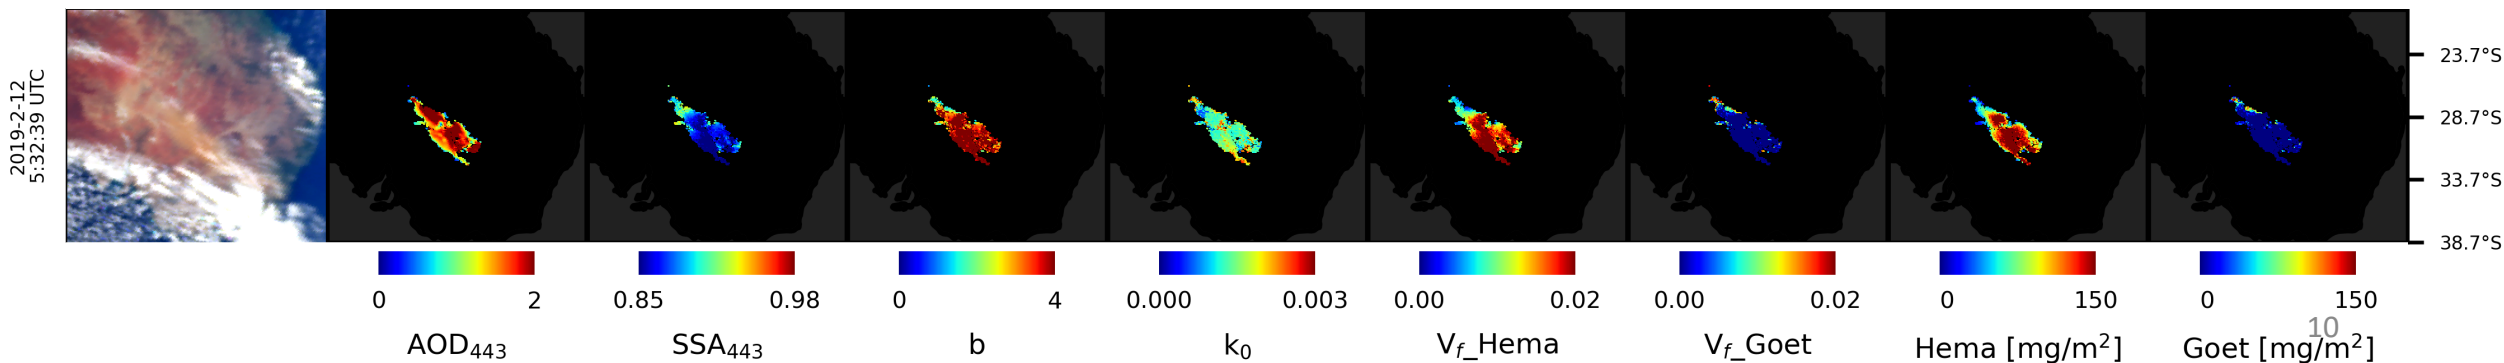 2019-2-12
5:32:39 UTC
23.7°S
28.7°S
33.7°S
38.7°S
0 2 0.85 0.98 0 4 0.000 0.003 0.00 0.02 0.00 0.02 0 150 0 150
10
AOD₄₄₃ SSA₄₄₃ b k₀ V_f_Hema V_f_Goet Hema [mg/m²] Goet [mg/m²]